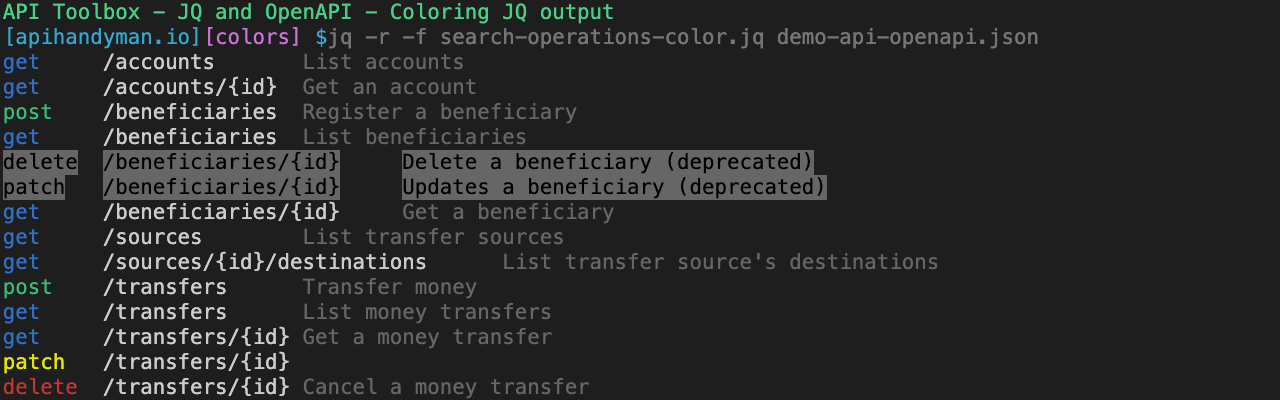 API Toolbox - JQ and OpenAPI - Coloring JQ output
[apihandyman.io][colors] $jq -r -f search-operations-color.jq demo-api-openapi.json
get /accounts List accounts
get /accounts/{id} Get an account
post /beneficiaries Register a beneficiary
get /beneficiaries List beneficiaries
delete /beneficiaries/{id} Delete a beneficiary (deprecated)
patch /beneficiaries/{id} Updates a beneficiary (deprecated)
get /beneficiaries/{id} Get a beneficiary
get /sources List transfer sources
get /sources/{id}/destinations List transfer source's destinations
post /transfers Transfer money
get /transfers List money transfers
get /transfers/{id} Get a money transfer
patch /transfers/{id}
delete /transfers/{id} Cancel a money transfer